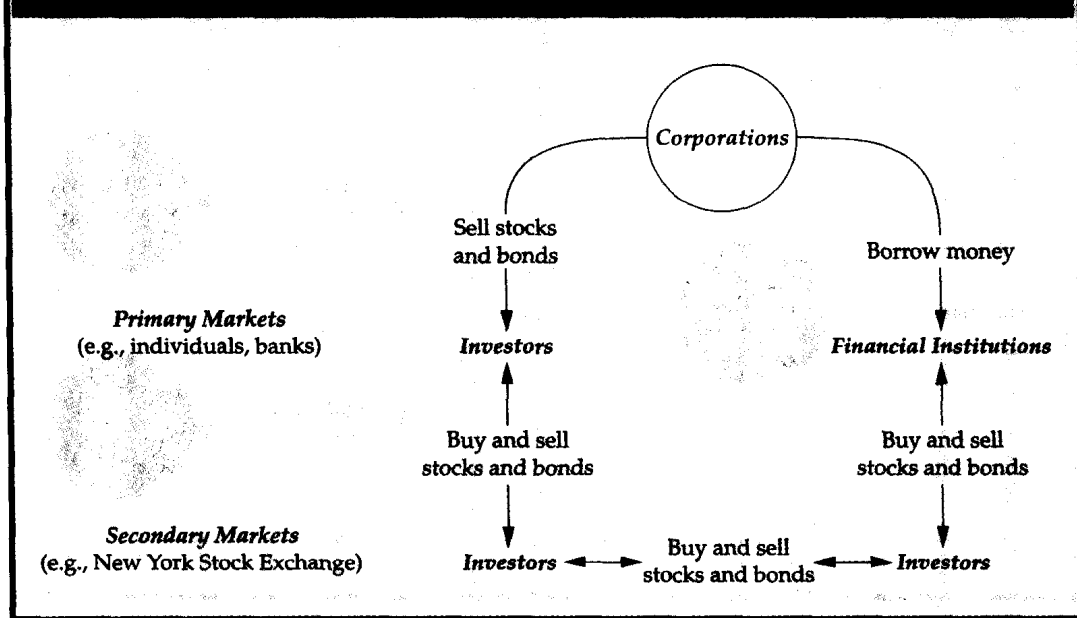 Corporations
Sell stocks
and bonds
Borrow money
Primary Markets
(e.g., individuals, banks)
Investors
Financial Institutions
Buy and sell
stocks and bonds
Buy and sell
stocks and bonds
Secondary Markets
(e.g., New York Stock Exchange)
Investors
Buy and sell
stocks and bonds
Investors